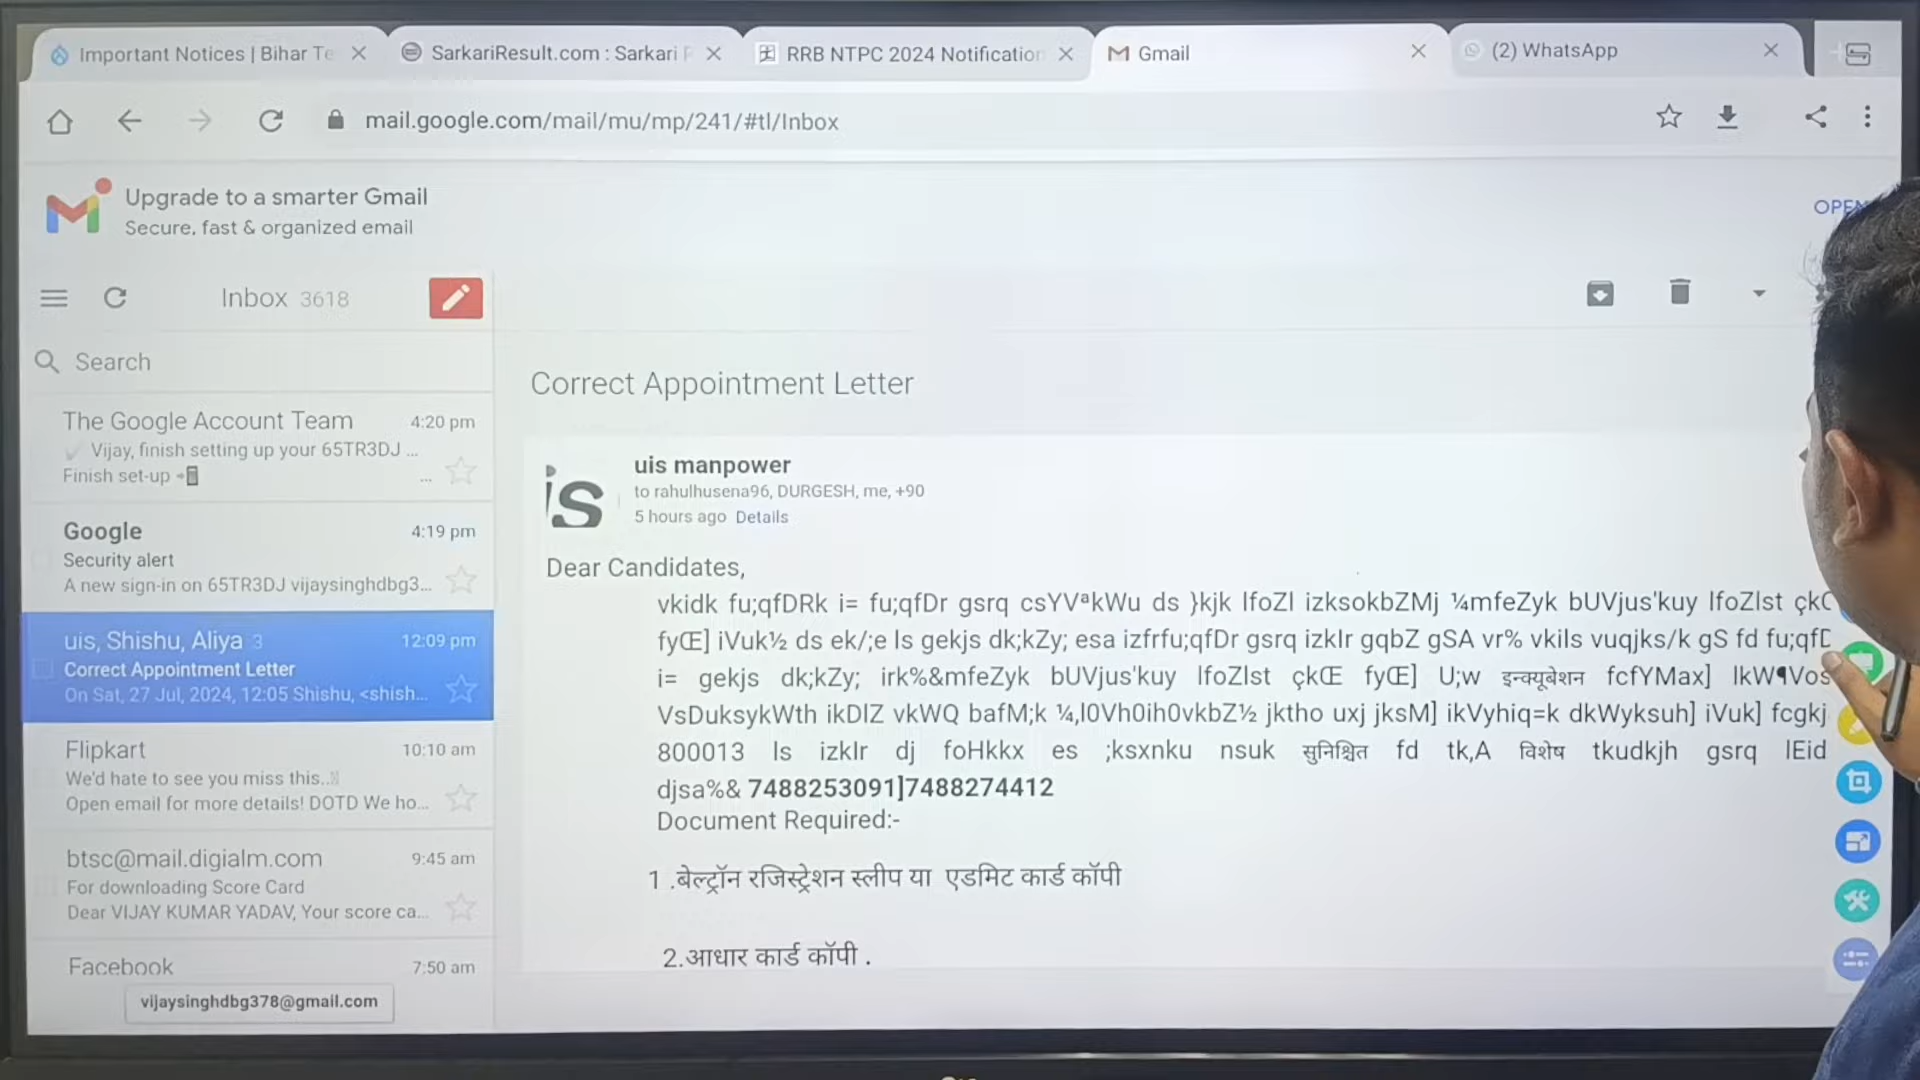 Important Notices | Bihar Te
SarkariResult.com : Sarkari R
RRB NTPC 2024 Notification
Gmail
(2) WhatsApp
mail.google.com/mail/mu/mp/241/#tl/Inbox
Upgrade to a smarter Gmail
Secure, fast & organized email
OPEN
Inbox 3618
Search
The Google Account Team 4:20 pm
Vijay, finish setting up your 65TR3DJ ...
Finish set-up
...
Google 4:19 pm
Security alert
A new sign-in on 65TR3DJ vijaysinghdbg3...
uis, Shishu, Aliya 3 12:09 pm
Correct Appointment Letter
On Sat, 27 Jul, 2024, 12:05 Shishu, <shish...
Flipkart 10:10 am
We'd hate to see you miss this..
Open email for more details! DOTD We ho...
btsc@mail.digialm.com 9:45 am
For downloading Score Card
Dear VIJAY KUMAR YADAV, Your score ca...
Facebook 7:50 am
vijaysinghdbg378@gmail.com
Correct Appointment Letter
is
uis manpower
to rahulhusena96, DURGESH, me, +90
5 hours ago Details
Dear Candidates,
vkidk fu;qfDRk i= fu;qfDr gsrq csYVªkWu ds }kjk lfoZl izksokbZMj ¼mfeZyk bUVjus'kuy lfoZlst
fyŒ] iVuk½ ds ek/;e ls gekjs dk;kZy; esa izfrfu;qfDr gsrq izkIr gqbZ gSA vr% vkils vuqjks/k gS fd
i= gekjs dk;kZy; irk%&mfeZyk bUVjus'kuy lfoZlst çkŒ fyŒ] U;w इन्क्यूबेशन fcfYMax] lkW¶Vos
VsDuksykWth ikDlZ vkWQ bafM;k ¼,l0Vh0ih0vkbZ½ jktho uxj jksM] ikVyhiq=k dkWyksuh] iVuk] fcgkj
800013 ls izkIr dj foHkkx es ;ksxnku nsuk सुनिश्चित fd tk,A विशेष tkudkjh gsrq lEid
djsa%& 7488253091]7488274412
Document Required:-
1 .बेल्ट्रॉन रजिस्ट्रेशन स्लीप या एडमिट कार्ड कॉपी
2.आधार कार्ड कॉपी .